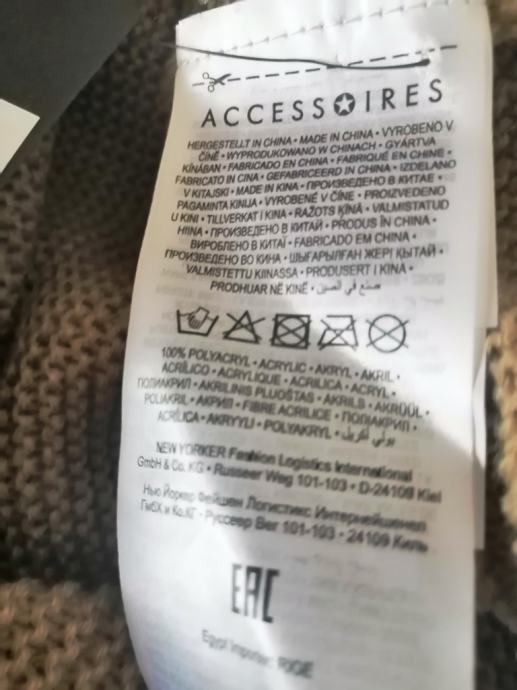 ACCESSOIRES
HERGESTELLT IN CHINA • MADE IN CHINA • VYROBENO V
ČÍNĚ • WYPRODUKOWANO W CHINACH • GYÁRTVA
KÍNÁBAN • FABRICADO EN CHINA • FABRIQUÉ EN CHINE •
FABRICATO IN CINA • GEFABRICEERD IN CHINA • IZDELANO
V KITAJSKI • MADE IN KINA • ПРОИЗВЕДЕНО В КИТАЕ •
PAGAMINTA KINIJA • VYROBENÉ V ČÍNE • PROIZVEDENO
U KINI • TILLVERKAT I KINA • RAŽOTS ĶĪNĀ • VALMISTATUD
HIINA • ПРОИЗВЕДЕНО В КИТАЙ • PRODUS ÎN CHINA •
ВИРОБЛЕНО В КИТАЇ • FABRICADO EM CHINA •
ПРОИЗВЕДЕНО ВО КИНА • ШЫҒАРЫЛҒАН ЖЕРІ ҚЫТАЙ •
VALMISTETTU KIINASSA • PRODUSERT I KINA •
PRODHUAR NË KINË • صنع في الصين
100% POLYACRYL • ACRYLIC • AKRYL • AKRIL •
ACRÍLICO • ACRYLIQUE • ACRILICA • ACRYL •
ПОЛИАКРИЛ • AKRILINIS PLUOŠTAS • AKRILS • AKRÜÜL •
POLIAKRIL • АКРИЛ • FIBRE ACRILICE • ПОЛІАКРИЛ •
ACRÍLICA • AKRYYLI • POLYAKRYL • بولي أكريليك
NEW YORKER Fashion Logistics International
GmbH & Co. KG • Russeer Weg 101-103 • D-24109 Kiel
Нью Йоркер Фейшен Логистикс Интернейшенел
ГмбХ и Ко.КГ • Руссеер Вег 101-103 • 24109 Киль
EAC
Egypt Importer: